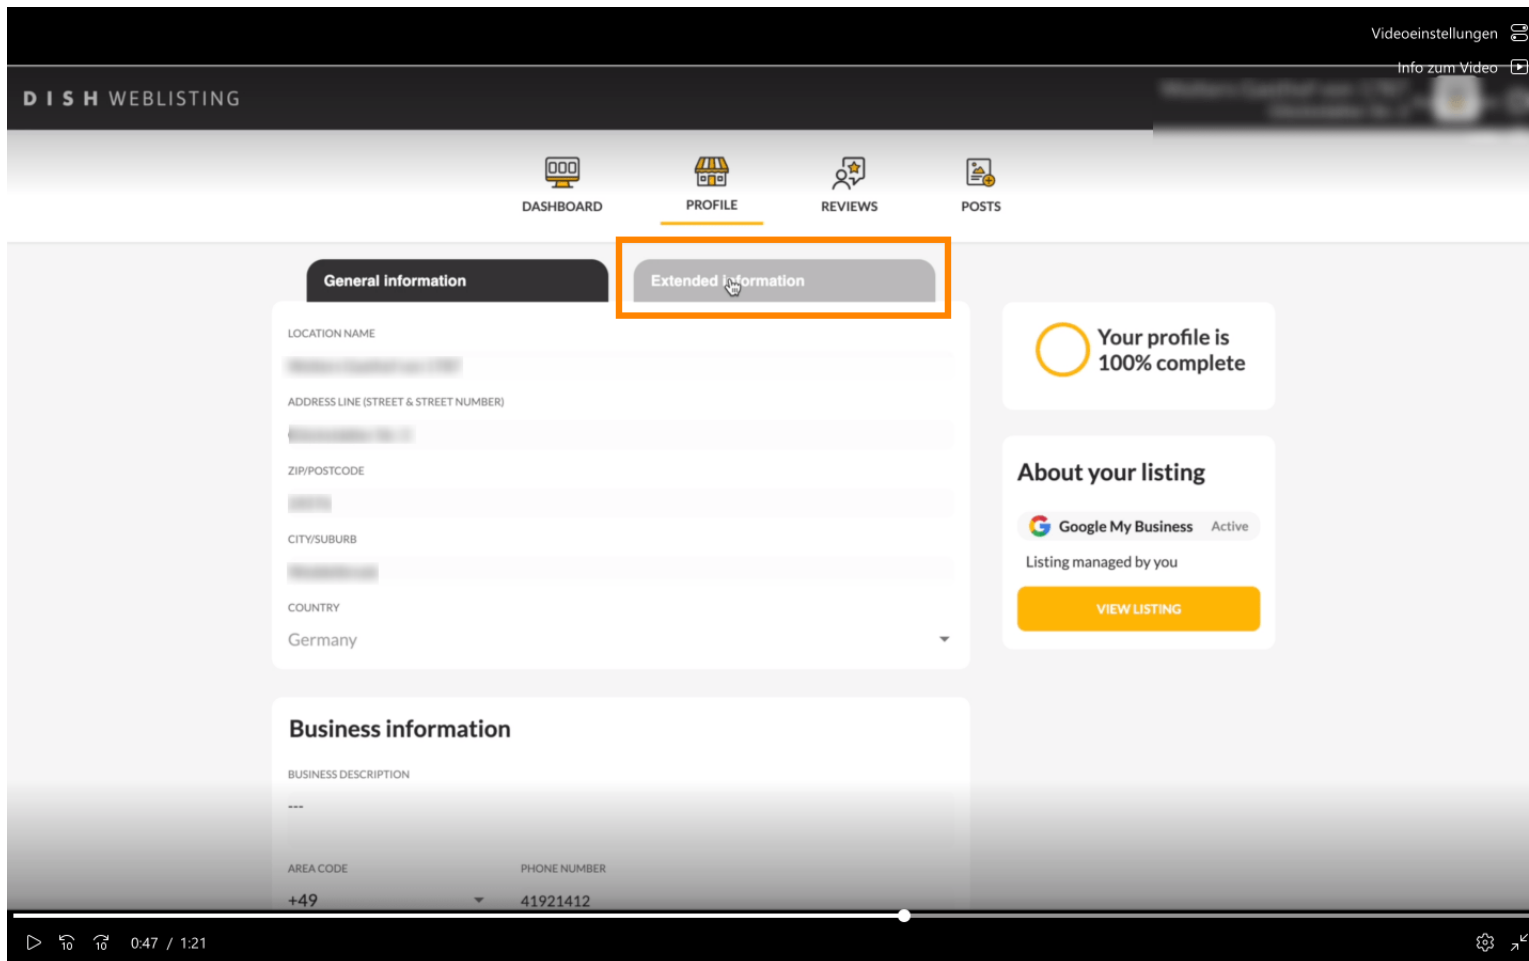 Videoeinstellungen
Info zum Video
DISH WEBLISTING
DASHBOARD
PROFILE
REVIEWS
POSTS
General information
Extended information
LOCATION NAME
ADDRESS LINE (STREET & STREET NUMBER)
ZIP/POSTCODE
CITY/SUBURB
COUNTRY
Germany
Your profile is
100% complete
About your listing
Google My Business Active
Listing managed by you
VIEW LISTING
Business information
BUSINESS DESCRIPTION
---
AREA CODE
PHONE NUMBER
+49
41921412
10
10
0:47 / 1:21